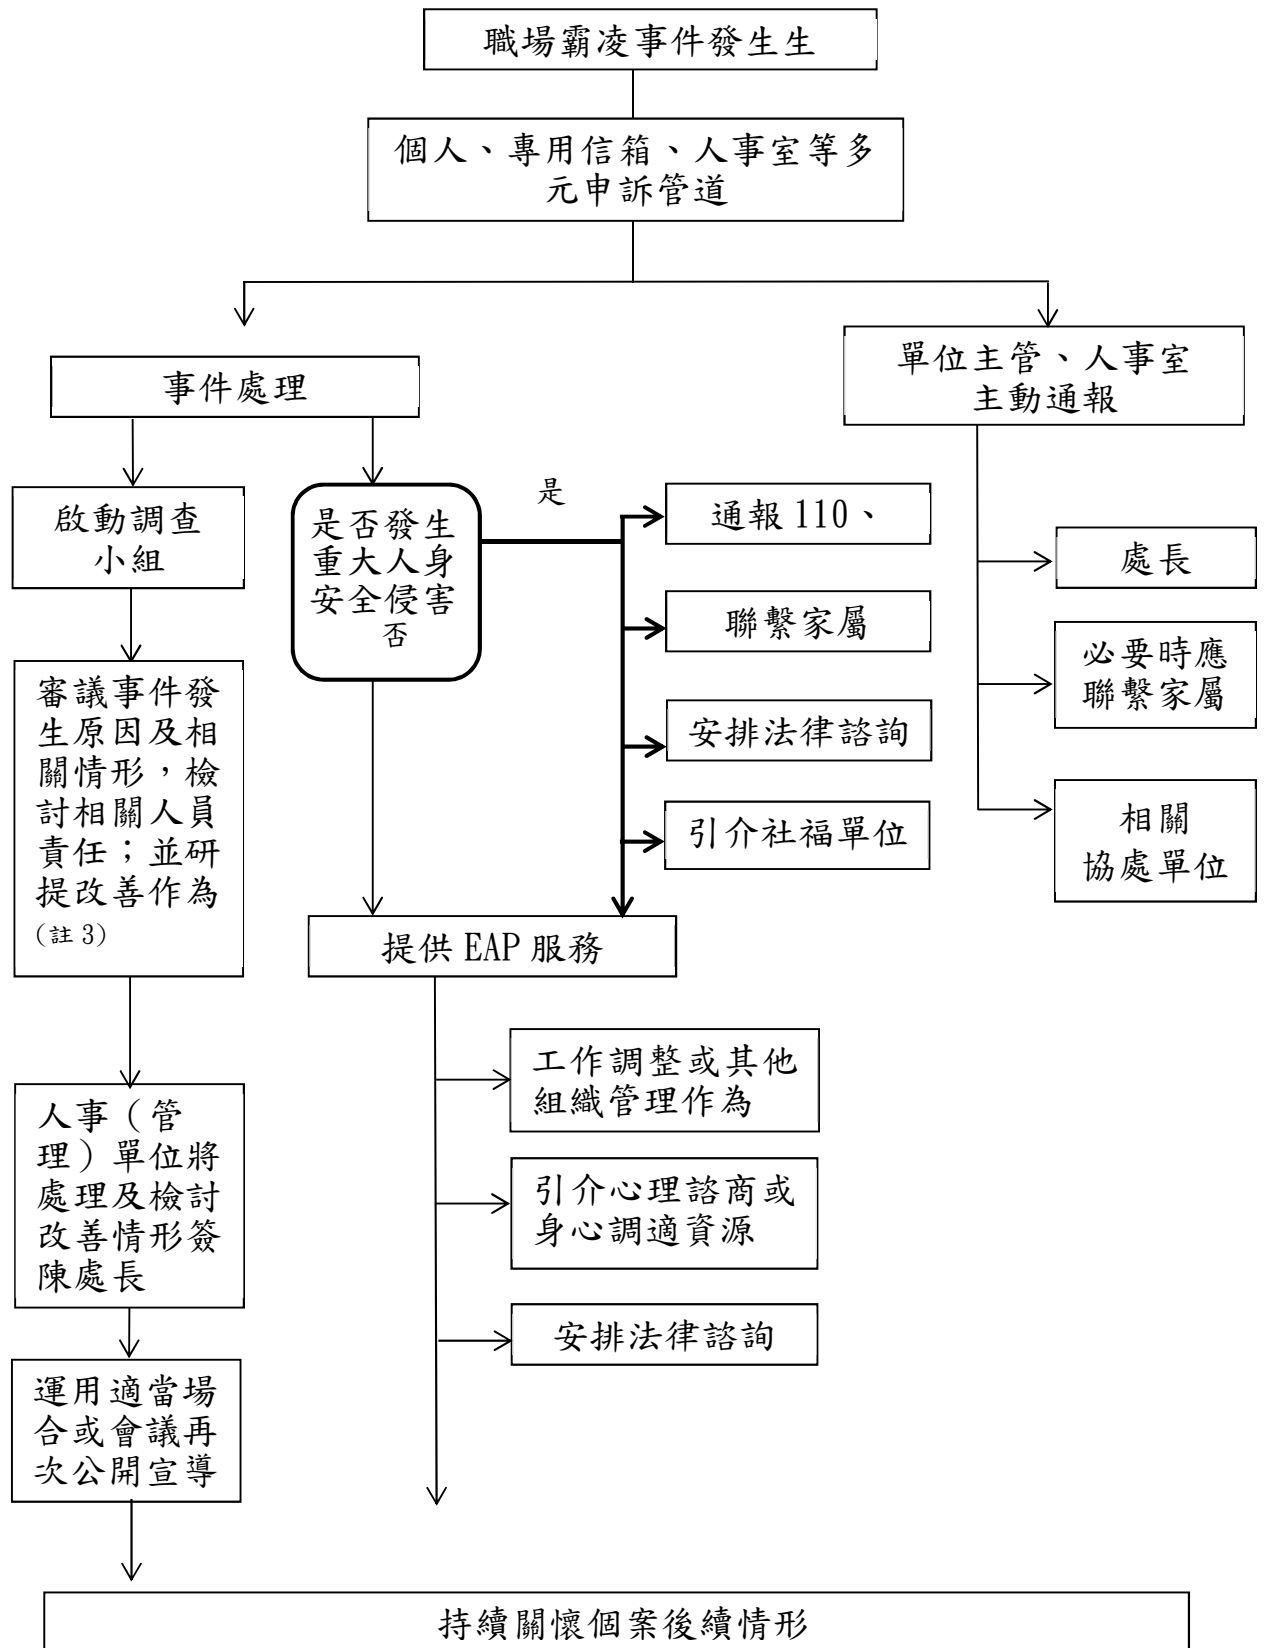 職場霸凌事件發生生
個人、專用信箱、人事室等多
元申訴管道
事件處理
單位主管、人事室
主動通報
啟動調查
小組
是否發生
重大人身
安全侵害
否
是
通報 110、
聯繫家屬
安排法律諮詢
引介社福單位
處長
必要時應
聯繫家屬
相關
協處單位
審議事件發
生原因及相
關情形，檢
討相關人員
責任；並研
提改善作為
(註 3)
提供 EAP 服務
工作調整或其他
組織管理作為
引介心理諮商或
身心調適資源
安排法律諮詢
人事（管
理）單位將
處理及檢討
改善情形簽
陳處長
運用適當場
合或會議再
次公開宣導
持續關懷個案後續情形